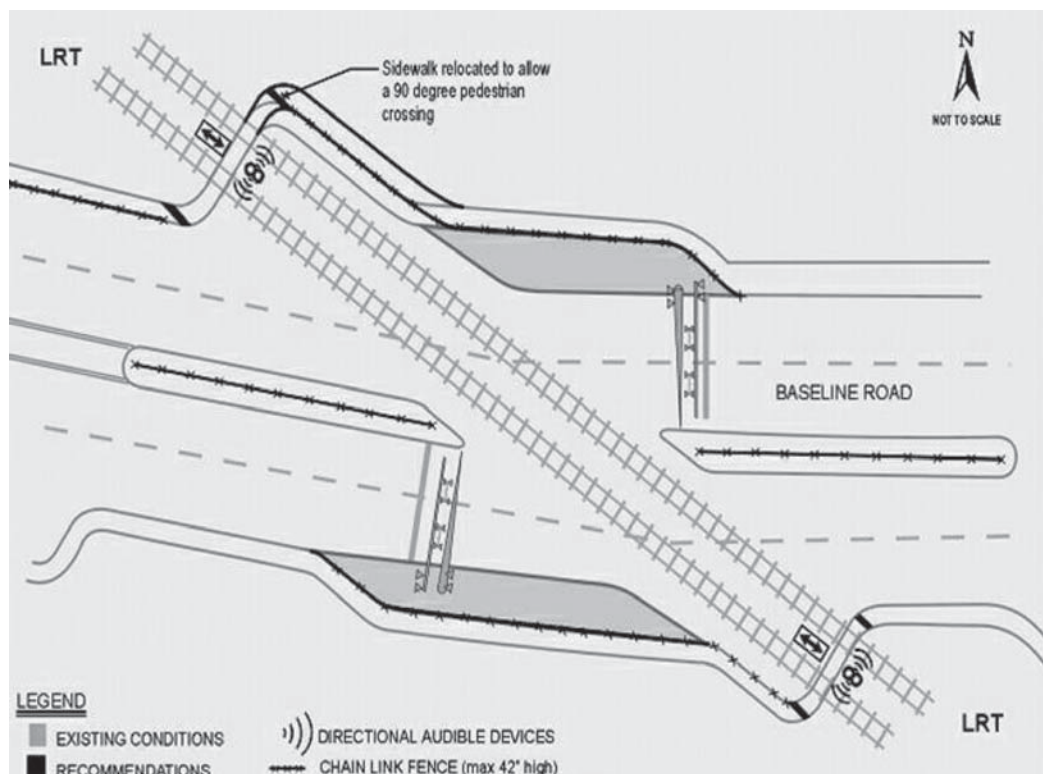 LRT
Sidewalk relocated to allow
a 90 degree pedestrian
crossing
N
NOT TO SCALE
BASELINE ROAD
LRT
LEGEND
EXISTING CONDITIONS
DIRECTIONAL AUDIBLE DEVICES
RECOMMENDATIONS
CHAIN LINK FENCE (max 42" high)